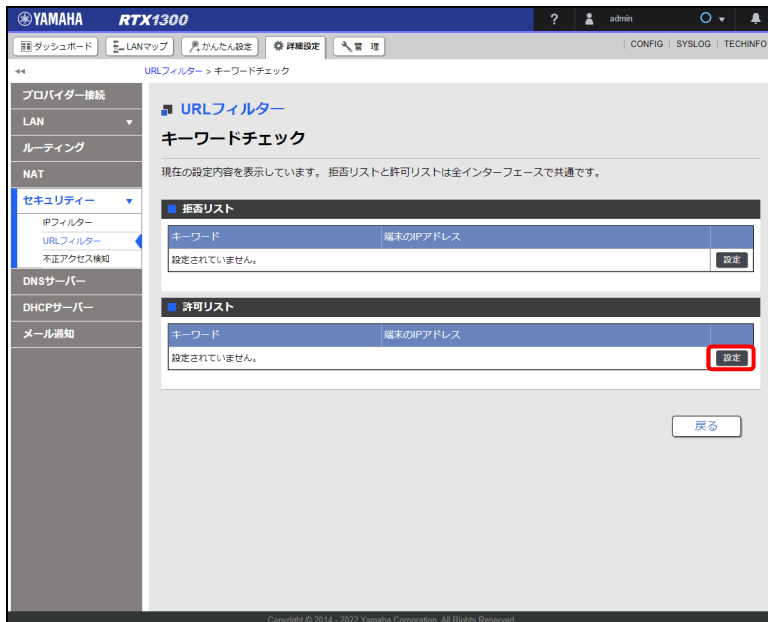 YAMAHA RTX1300 ? admin
ダッシュボード LANマップ かんたん設定 詳細設定 管理 CONFIG SYSLOG TECHINFO
URLフィルター > キーワードチェック
プロバイダー接続
LAN
ルーティング
NAT
セキュリティー
IPフィルター
URLフィルター
不正アクセス検知
DNSサーバー
DHCPサーバー
メール通知
URLフィルター
キーワードチェック
現在の設定内容を表示しています。 拒否リストと許可リストは全インターフェースで共通です。
拒否リスト
キーワード 端末のIPアドレス
設定されていません。 設定
許可リスト
キーワード 端末のIPアドレス
設定されていません。 設定
戻る
Copyright © 2014 - 2022 Yamaha Corporation. All Rights Reserved.